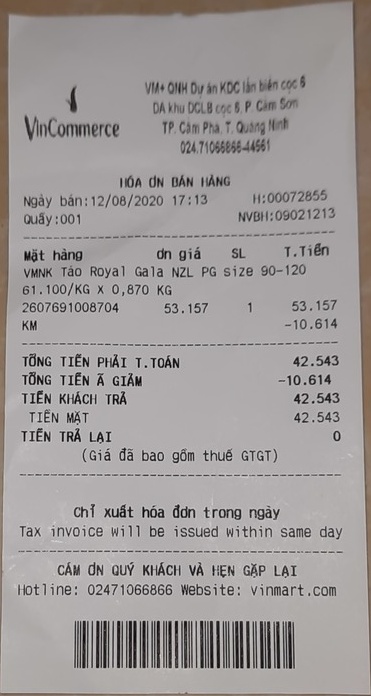 VinCommerce
VM+ QNH Dự án KDC lấn biển cọc 6
DA khu DCLB cọc 6, P. Cẩm Sơn
TP. Cẩm Phả, T. Quảng Ninh
024.71066866-44561
HÓA ƠN BÁN HÀNG
Ngày bán:12/08/2020 17:13 H:00072855
Quầy:001 NVBH:09021213
Mặt hàng ơn giá SL T.Tiền
VMNK Táo Royal Gala NZL PG size 90-120
61.100/KG X 0,870 KG
2607691008704 53.157 1 53.157
KM -10.614
TỔNG TIỀN PHẢI T.TOÁN 42.543
TỔNG TIỀN Ã GIẢM -10.614
TIỀN KHÁCH TRẢ 42.543
TIỀN MẶT 42.543
TIỀN TRẢ LẠI 0
(Giá đã bao gồm thuế GTGT)
Chỉ xuất hóa đơn trong ngày
Tax invoice will be issued within same day
CÁM ƠN QUÝ KHÁCH VÀ HẸN GẶP LẠI
Hotline: 02471066866 Website: vinmart.com